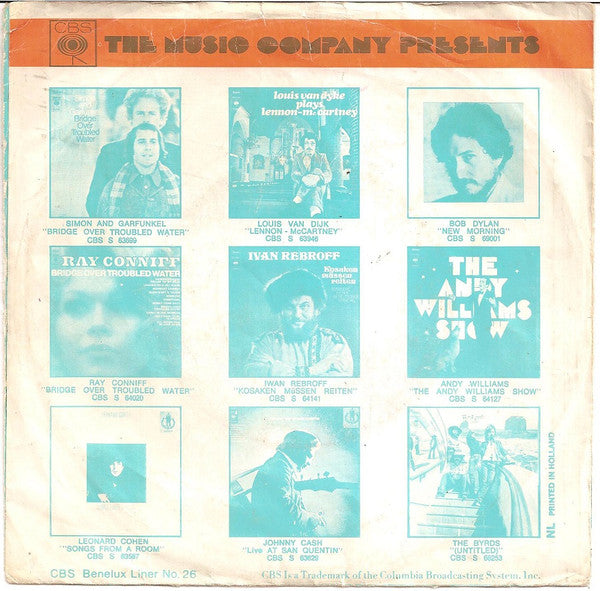 CBS
THE MUSIC COMPANY PRESENTS
Bridge
Over
Troubled
Water
SIMON AND GARFUNKEL
"BRIDGE OVER TROUBLED WATER"
CBS S 63699
louis van dyke
plays
lennon-mccartney
LOUIS VAN DIJK
"LENNON - McCARTNEY"
CBS S 63946
BOB DYLAN
"NEW MORNING"
CBS S 69001
RAY CONNIFF
BRIDGE OVER TROUBLED WATER
RAY CONNIFF
"BRIDGE OVER TROUBLED WATER"
CBS S 64020
IVAN REBROFF
Kosaken
müssen
reiten
IWAN REBROFF
"KOSAKEN MüSSEN REITEN"
CBS S 64141
THE
ANDY
WILLIAMS
SHOW
ANDY WILLIAMS
"THE ANDY WILLIAMS SHOW"
CBS S 64127
LEONARD COHEN
"SONGS FROM A ROOM"
CBS S 63587
JOHNNY CASH
"Live AT SAN QUENTIN"
CBS S 63629
THE BYRDS
"(UNTITLED)"
CBS S 66253
NL PRINTED IN HOLLAND
CBS Benelux Liner No. 26
CBS Is a Trademark of the Columbia Broadcasting System, Inc.